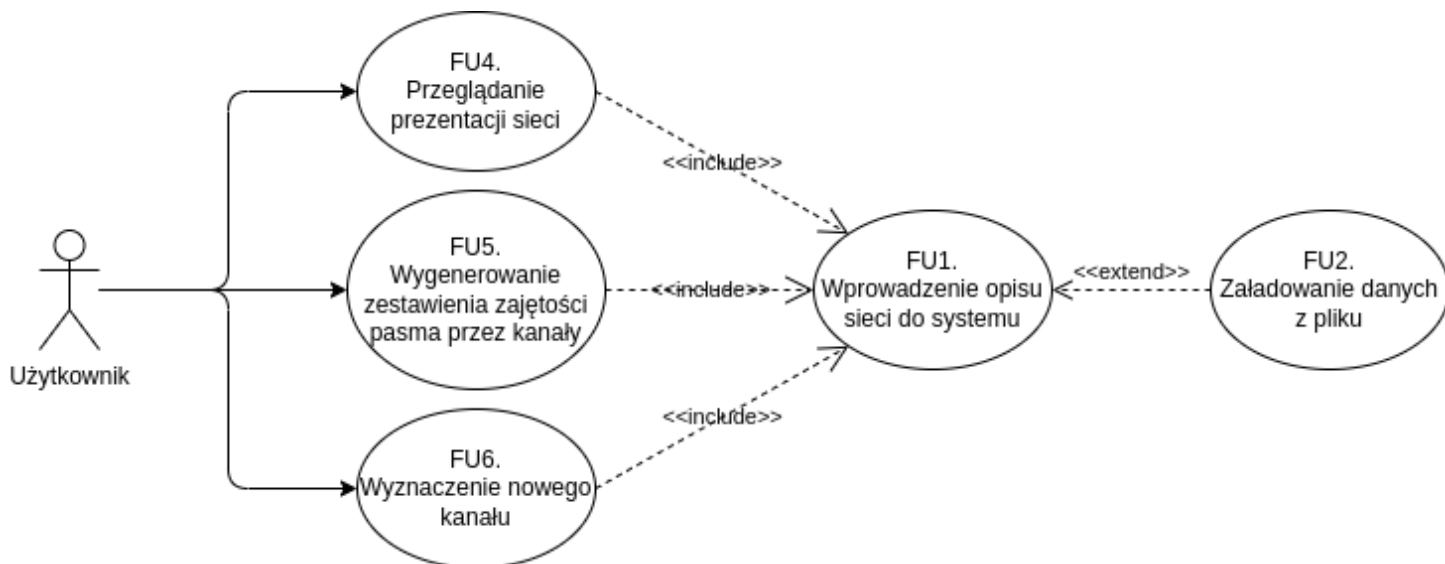 FU4.
Przeglądanie
prezentacji sieci
<<include>>
FU5.
Wygenerowanie
zestawienia zajętości
pasma przez kanały
<<include>>
FU1.
Wprowadzenie opisu
sieci do systemu
<<extend>>
FU2.
Załadowanie danych
z pliku
Użytkownik
<<include>>
FU6.
Wyznaczenie nowego
kanału